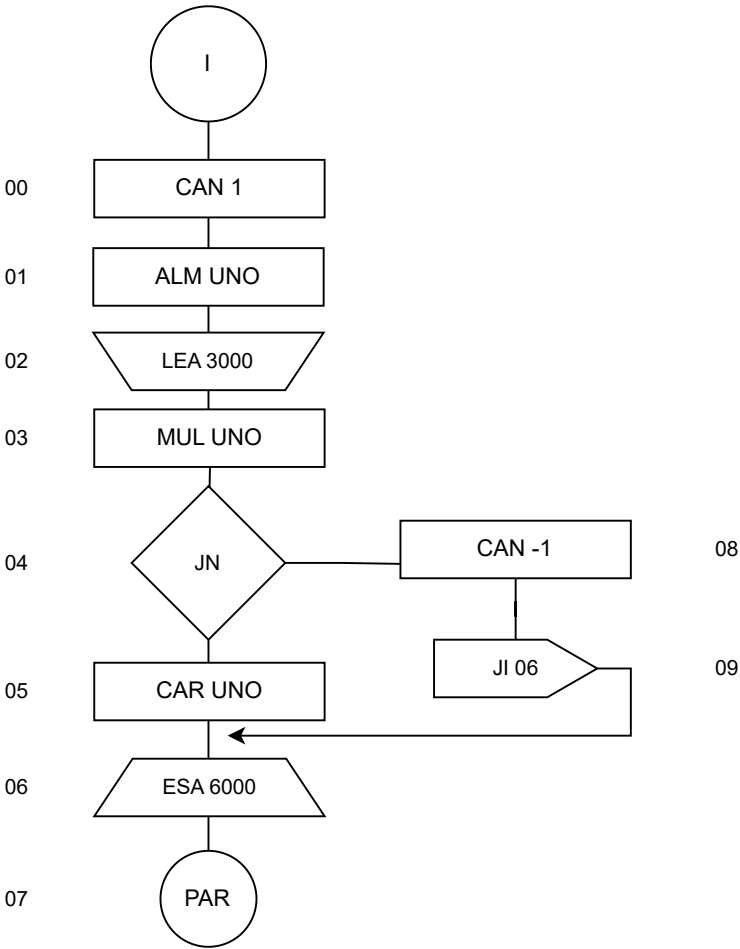 I
00 CAN 1
01 ALM UNO
02 LEA 3000
03 MUL UNO
04 JN CAN -1 08
JI 06 09
05 CAR UNO
06 ESA 6000
07 PAR